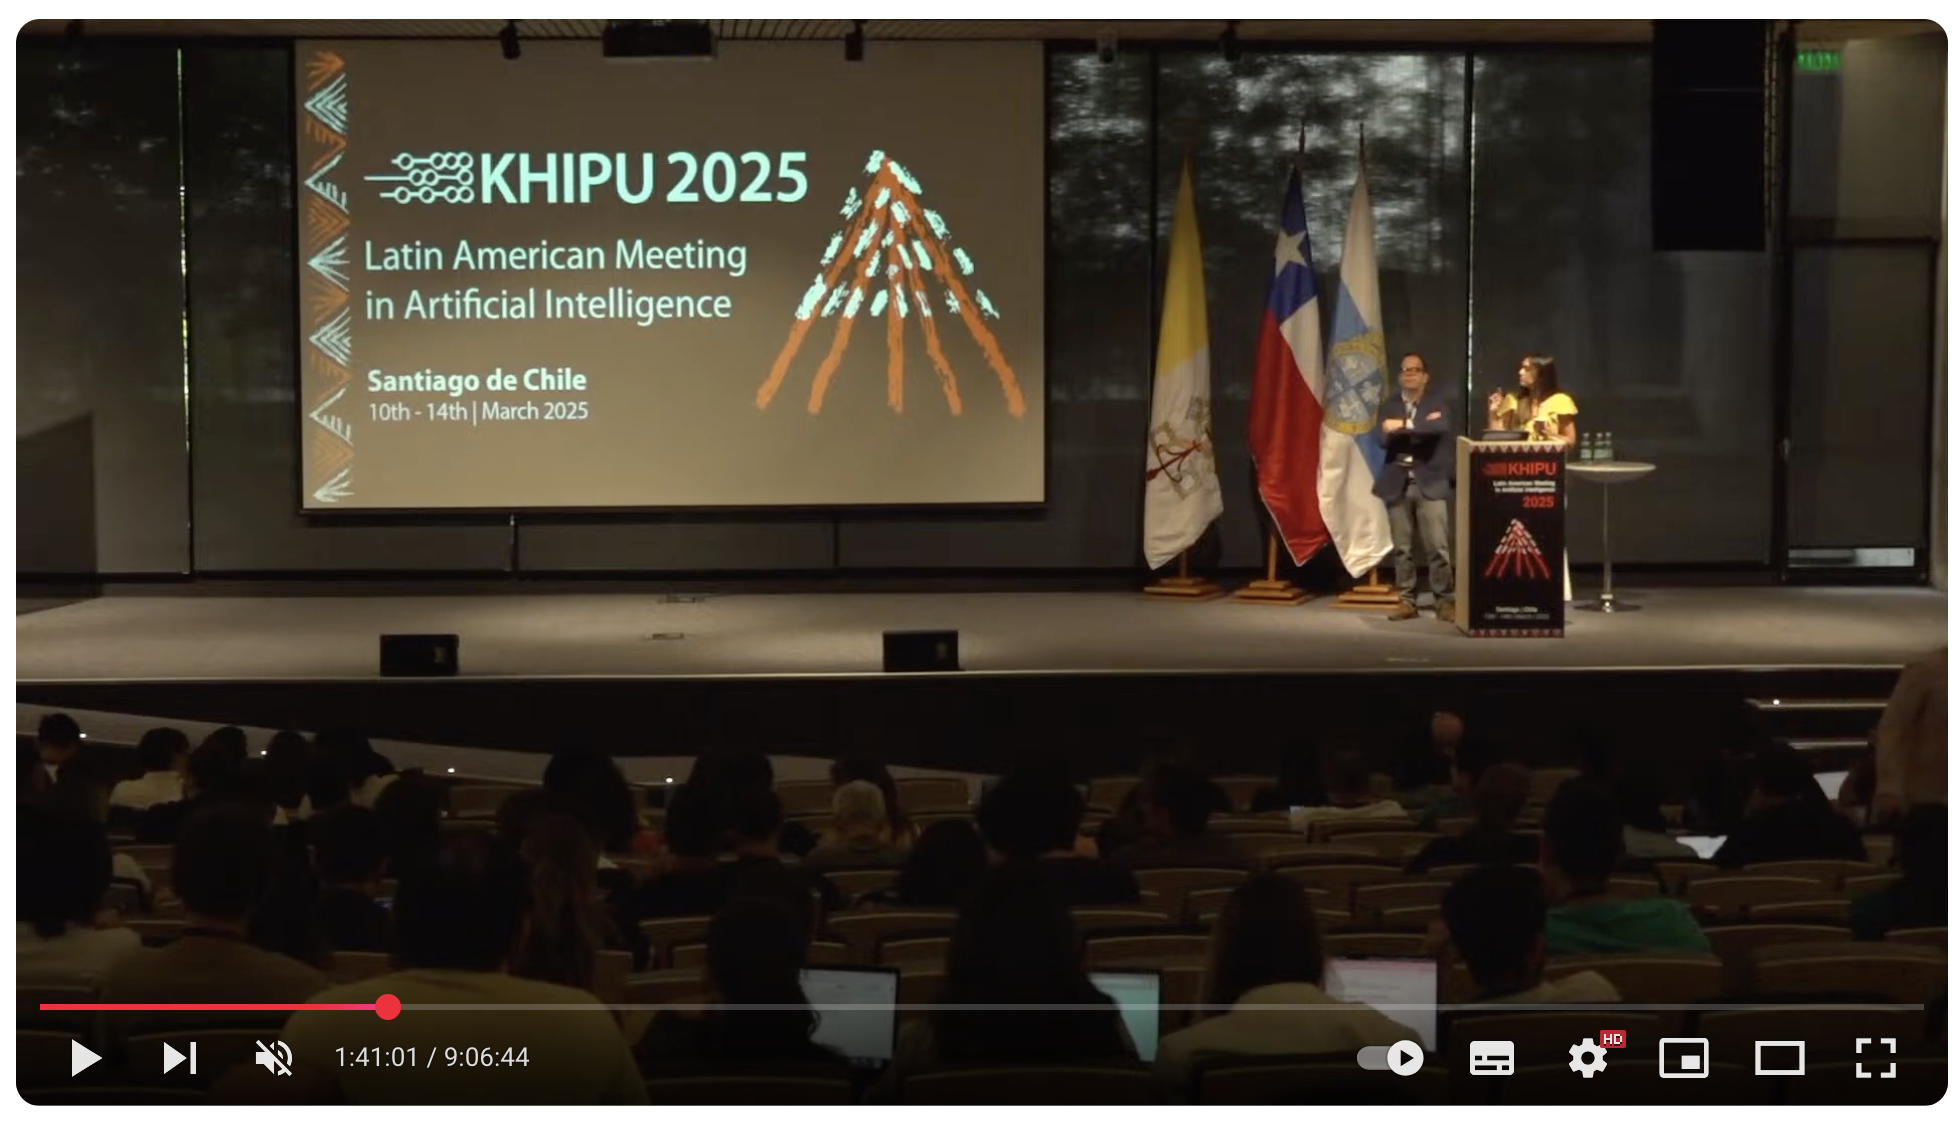 KHIPU 2025
Latin American Meeting
in Artificial Intelligence
Santiago de Chile
10th - 14th | March 2025
KHIPU
Latin American Meeting
in Artificial Intelligence
2025
Santiago | Chile
1:41:01 / 9:06:44
HD